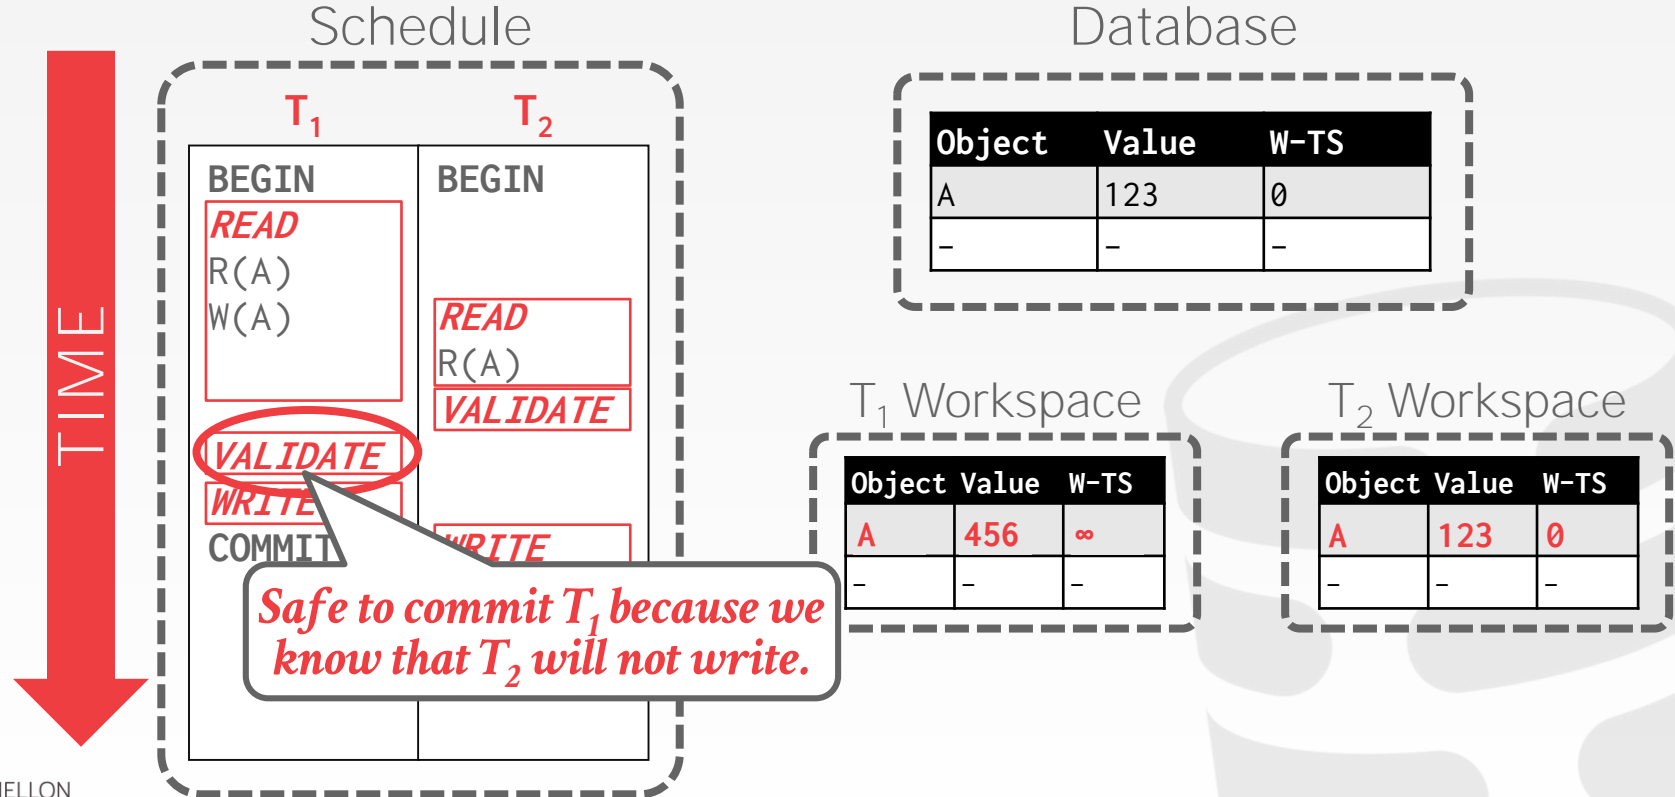 Schedule
Database
TIME
T1
T2
BEGIN
READ
R(A)
W(A)
VALIDATE
WRITE
COMMIT
BEGIN
READ
R(A)
VALIDATE
WRITE
Safe to commit T1 because we
know that T2 will not write.
Object Value W-TS
A 123 0
- - -
T1 Workspace
Object Value W-TS
A 456 ∞
- - -
T2 Workspace
Object Value W-TS
A 123 0
- - -